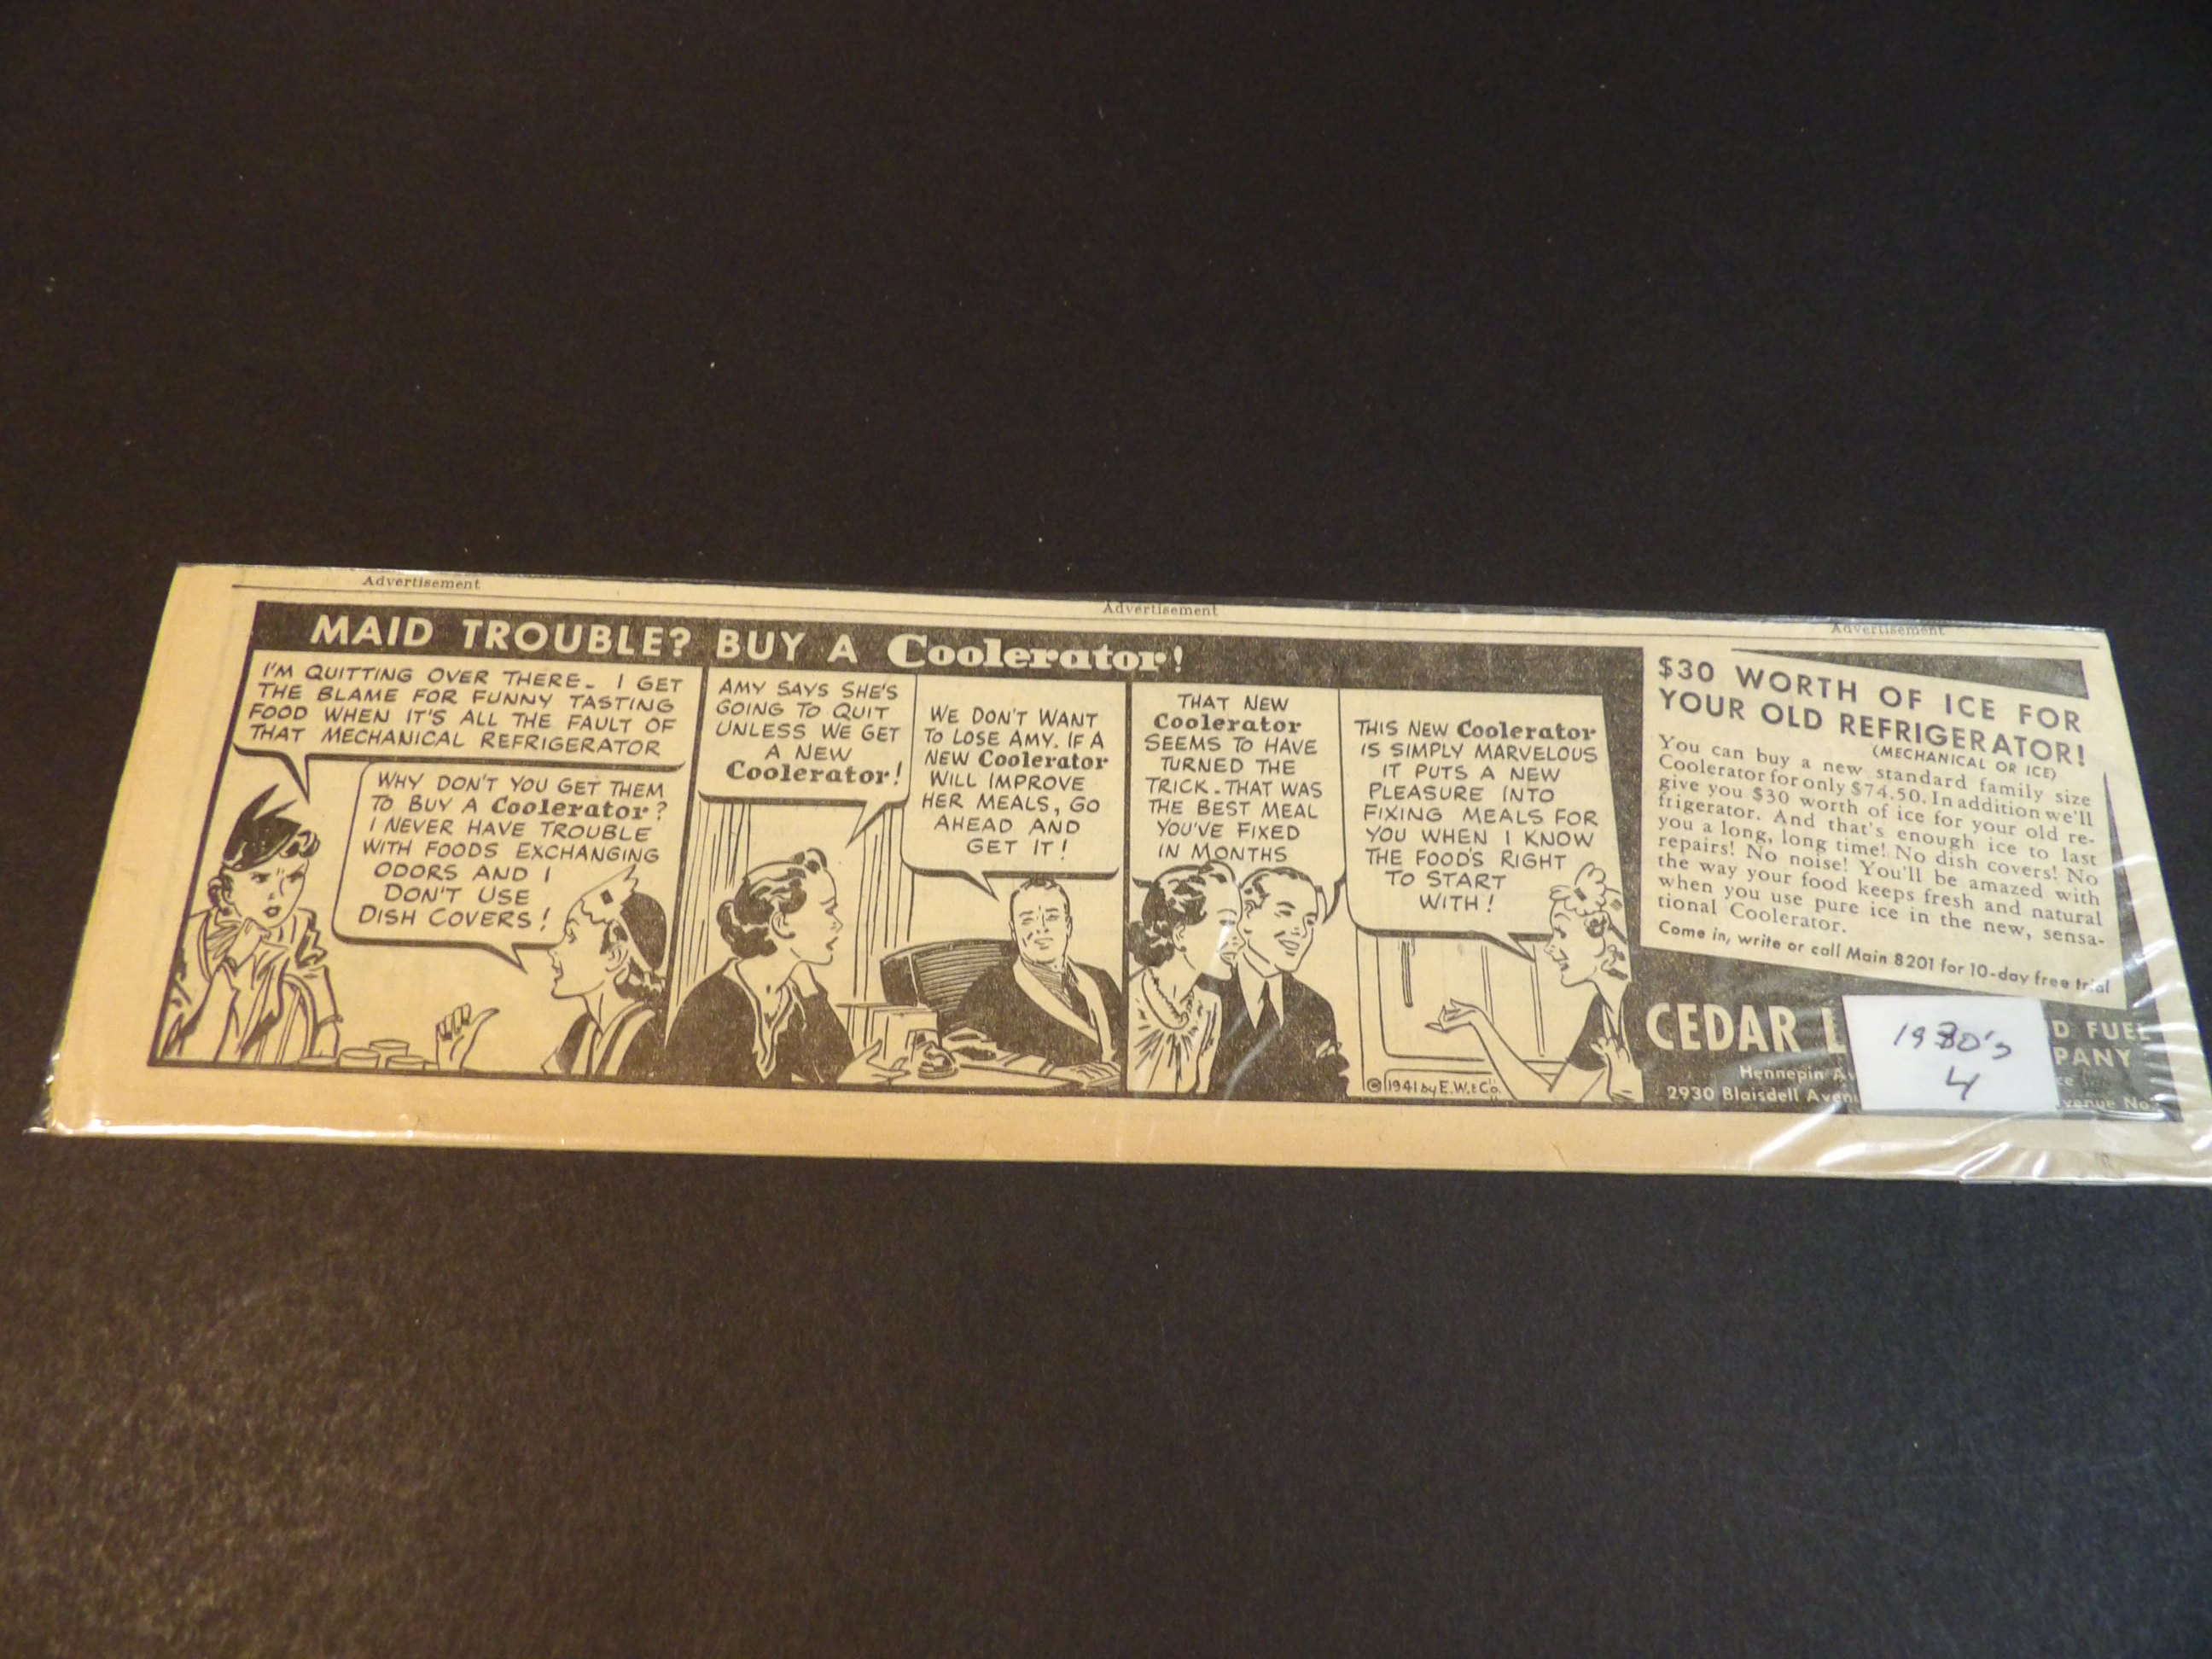 Advertisement
Advertisement
Advertisement
MAID TROUBLE? BUY A Coolerator!
I'M QUITTING OVER THERE. I GET
THE BLAME FOR FUNNY TASTING
FOOD WHEN IT'S ALL THE FAULT OF
THAT MECHANICAL REFRIGERATOR
WHY DON'T YOU GET THEM
TO BUY A Coolerator?
I NEVER HAVE TROUBLE
WITH FOODS EXCHANGING
ODORS AND I
DON'T USE
DISH COVERS!
AMY SAYS SHE'S
GOING TO QUIT
UNLESS WE GET
A NEW
Coolerator!
WE DON'T WANT
TO LOSE AMY. IF A
NEW Coolerator
WILL IMPROVE
HER MEALS, GO
AHEAD AND
GET IT!
THAT NEW
Coolerator
SEEMS TO HAVE
TURNED THE
TRICK. THAT WAS
THE BEST MEAL
YOU'VE FIXED
IN MONTHS
THIS NEW Coolerator
IS SIMPLY MARVELOUS
IT PUTS A NEW
PLEASURE INTO
FIXING MEALS FOR
YOU WHEN I KNOW
THE FOOD'S RIGHT
TO START
WITH!
© 1941 by E.W. & Co.
$30 WORTH OF ICE FOR
YOUR OLD REFRIGERATOR!
(MECHANICAL OR ICE)
You can buy a new standard family size
Coolerator for only $74.50. In addition we'll
give you $30 worth of ice for your old re-
frigerator. And that's enough ice to last
you a long, long time! No dish covers! No
repairs! No noise! You'll be amazed with
the way your food keeps fresh and natural
when you use pure ice in the new, sensa-
tional Coolerator.
Come in, write or call Main 8201 for 10-day free trial
CEDAR L
D FUEL
PANY
Hennepin Av
2930 Blaisdell Aven
venue No.
1930's
4